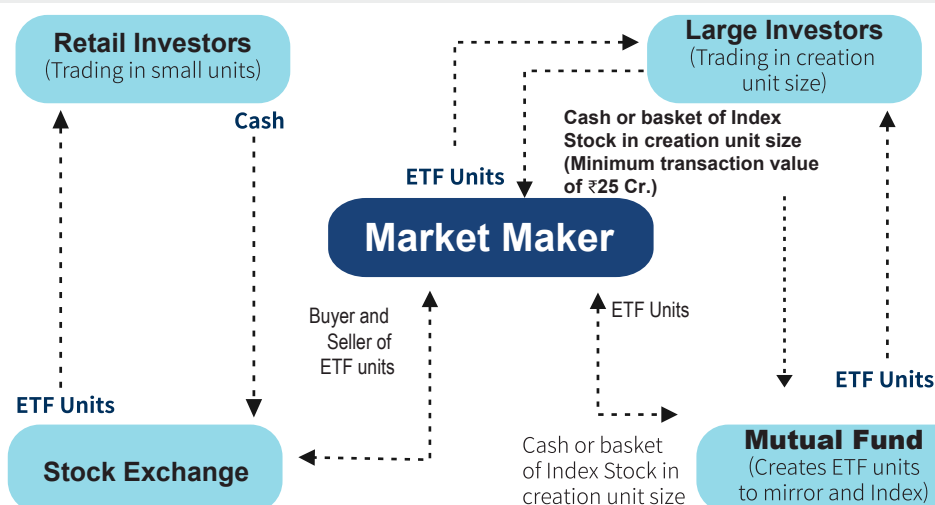 Retail Investors
(Trading in small units)
Large Investors
(Trading in creation
unit size)
Cash
Cash or basket of Index
Stock in creation unit size
(Minimum transaction value
of ₹25 Cr.)
ETF Units
Market Maker
Buyer and
Seller of
ETF units
ETF Units
ETF Units
ETF Units
Stock Exchange
Cash or basket
of Index Stock in
creation unit size
Mutual Fund
(Creates ETF units
to mirror and Index)